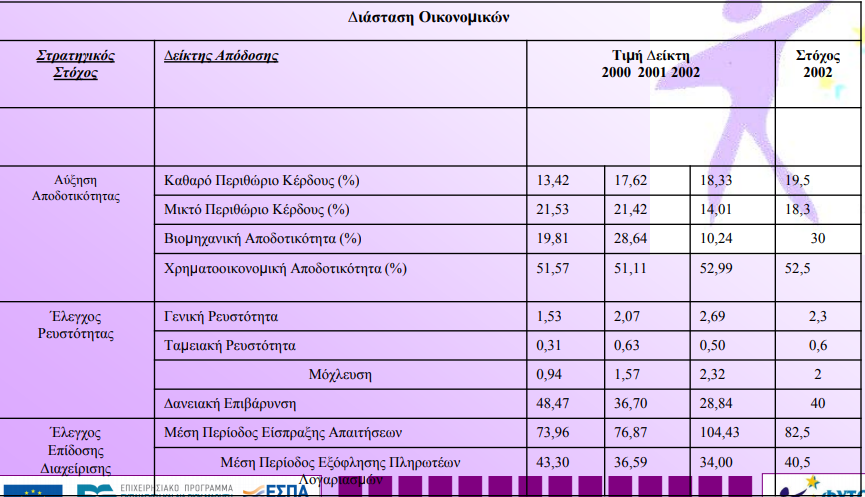 Διάσταση Οικονομικών
Στρατηγικός Στόχος Δείκτης Απόδοσης Τιμή Δείκτη 2000 2001 2002 Στόχος 2002
Αύξηση Αποδοτικότητας Καθαρό Περιθώριο Κέρδους (%) 13,42 17,62 18,33 19,5
Μικτό Περιθώριο Κέρδους (%) 21,53 21,42 14,01 18,3
Βιομηχανική Αποδοτικότητα (%) 19,81 28,64 10,24 30
Χρηματοοικονομική Αποδοτικότητα (%) 51,57 51,11 52,99 52,5
Έλεγχος Ρευστότητας Γενική Ρευστότητα 1,53 2,07 2,69 2,3
Ταμειακή Ρευστότητα 0,31 0,63 0,50 0,6
Μόχλευση 0,94 1,57 2,32 2
Δανειακή Επιβάρυνση 48,47 36,70 28,84 40
Έλεγχος Επίδοσης Διαχείρισης Μέση Περίοδος Είσπραξης Απαιτήσεων 73,96 76,87 104,43 82,5
Μέση Περίοδος Εξόφλησης Πληρωτέων Λογαριασμών 43,30 36,59 34,00 40,5
ΕΠΙΧΕΙΡΗΣΙΑΚΟ ΠΡΟΓΡΑΜΜΑ
ΕΣΠΑ